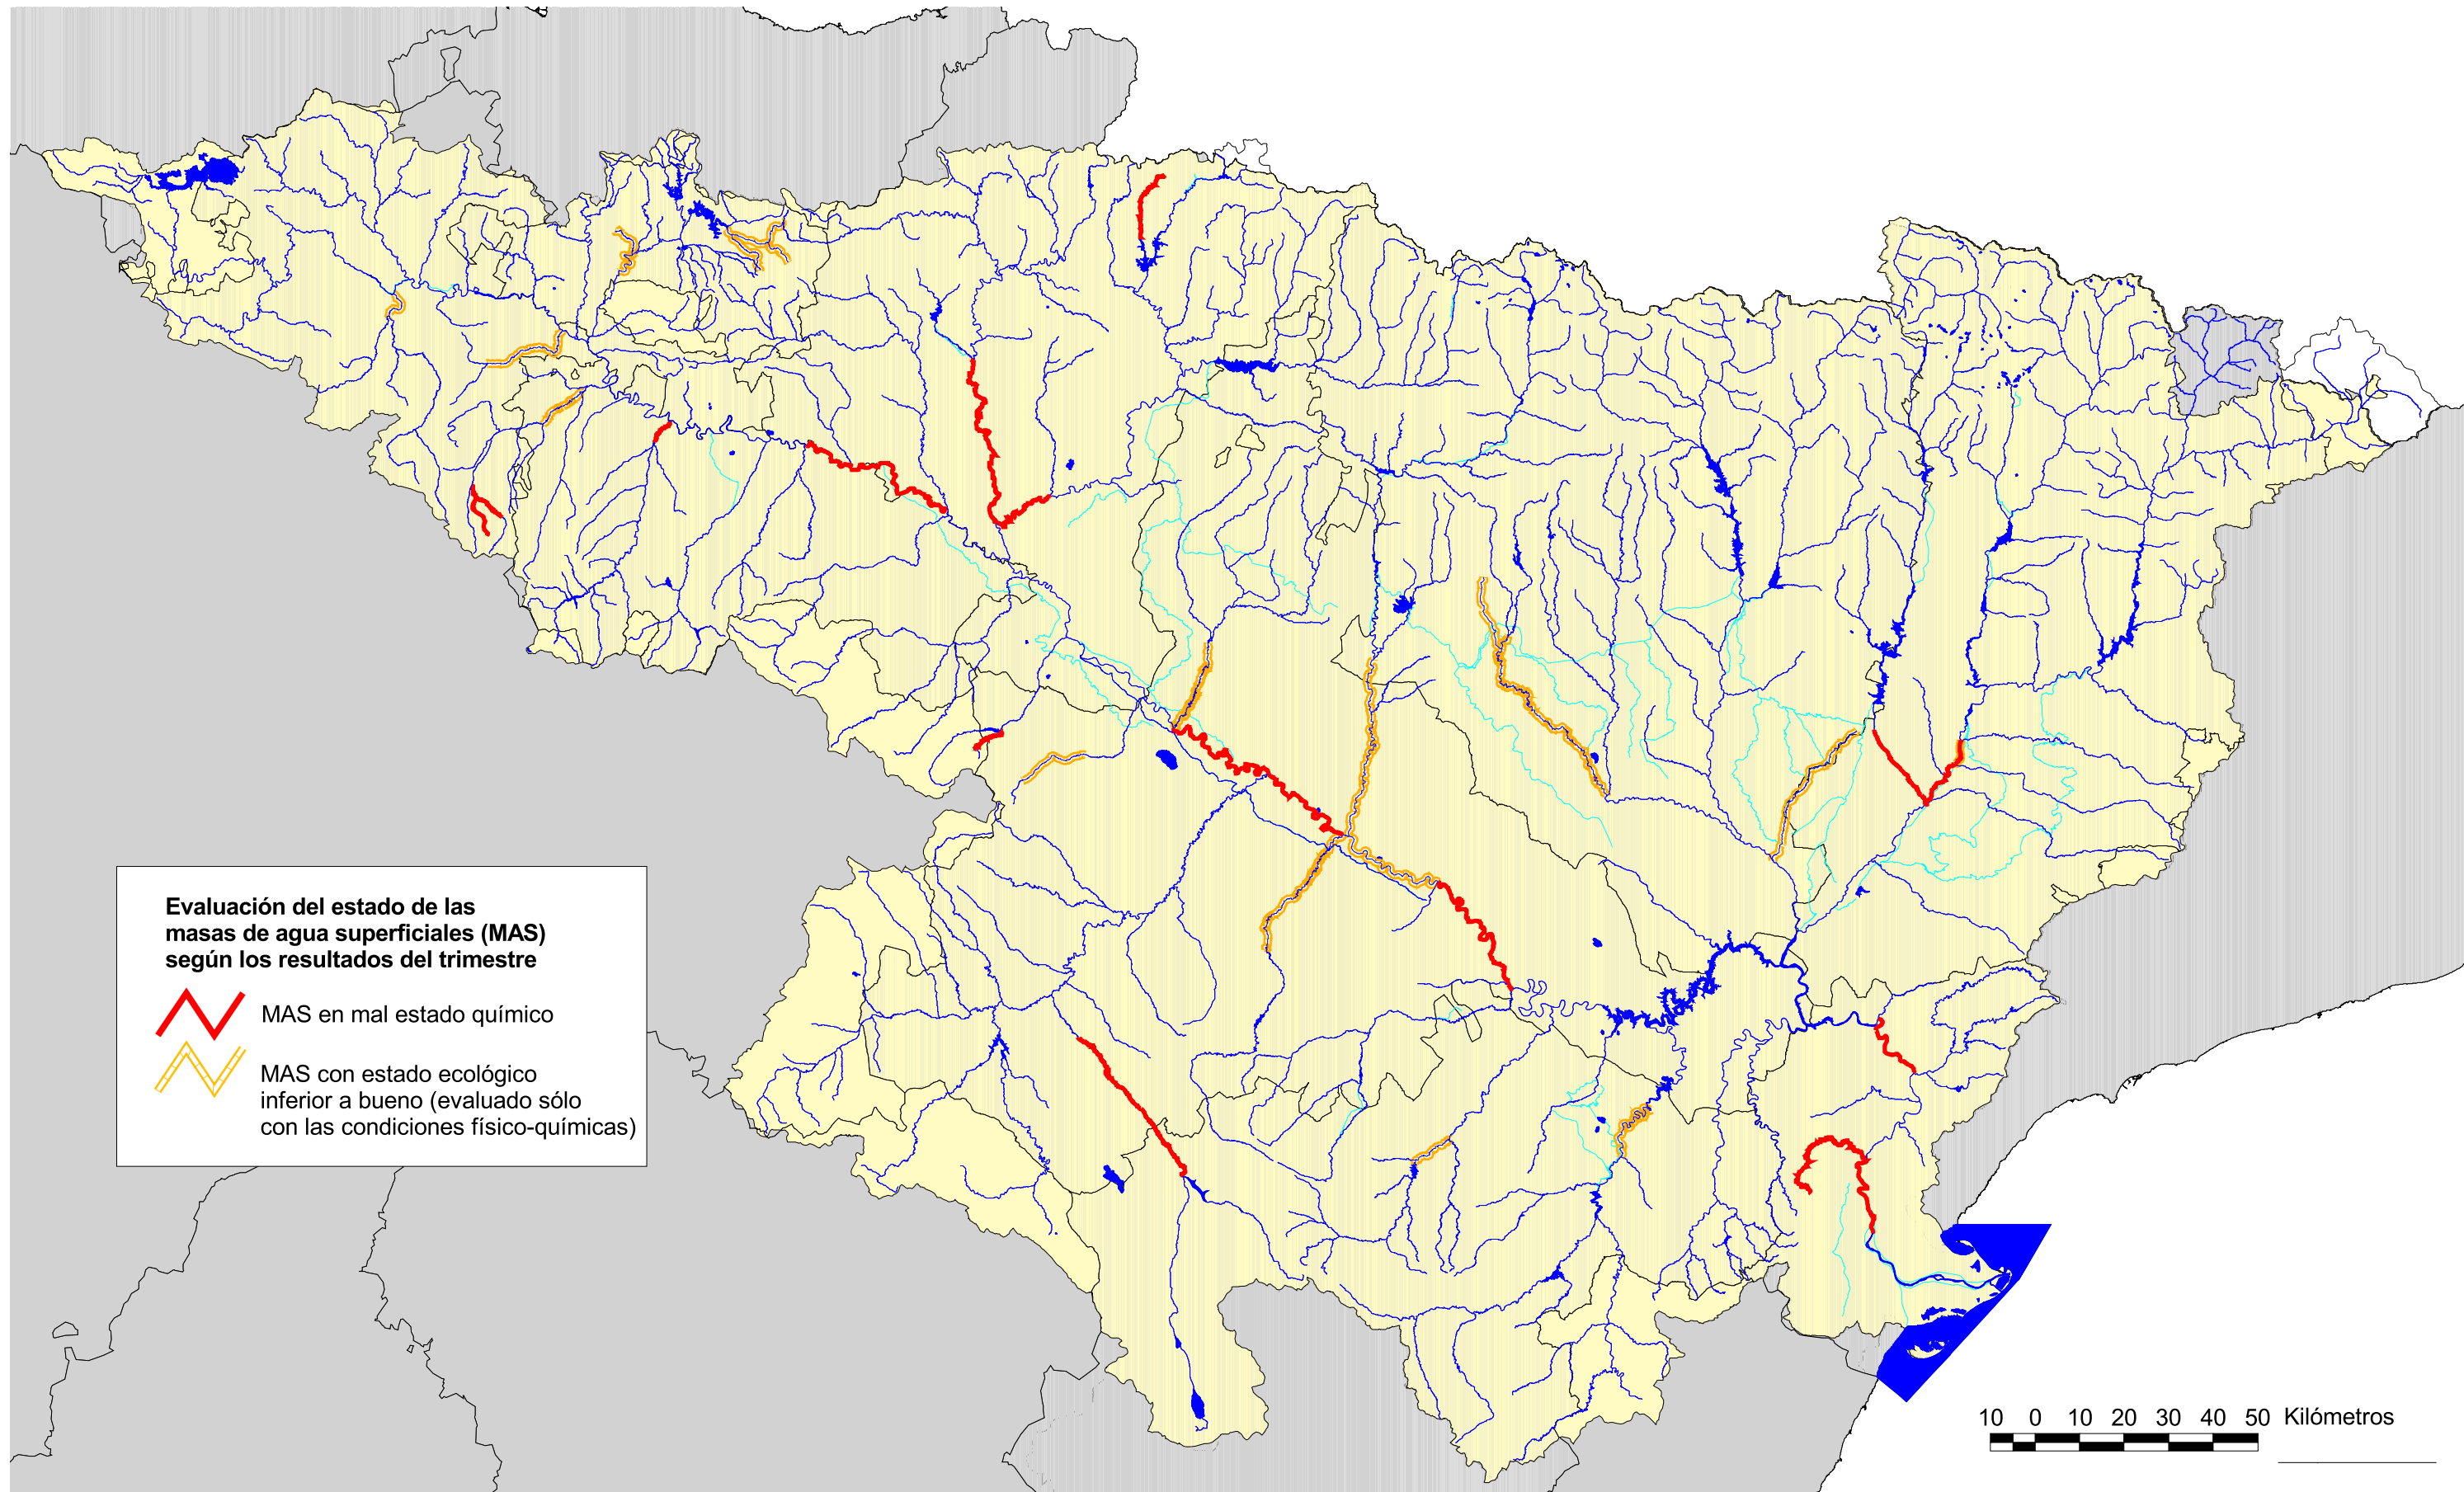 Evaluación del estado de las
masas de agua superficiales (MAS)
según los resultados del trimestre
MAS en mal estado químico
MAS con estado ecológico
inferior a bueno (evaluado sólo
con las condiciones físico-químicas)
10 0 10 20 30 40 50 Kilómetros